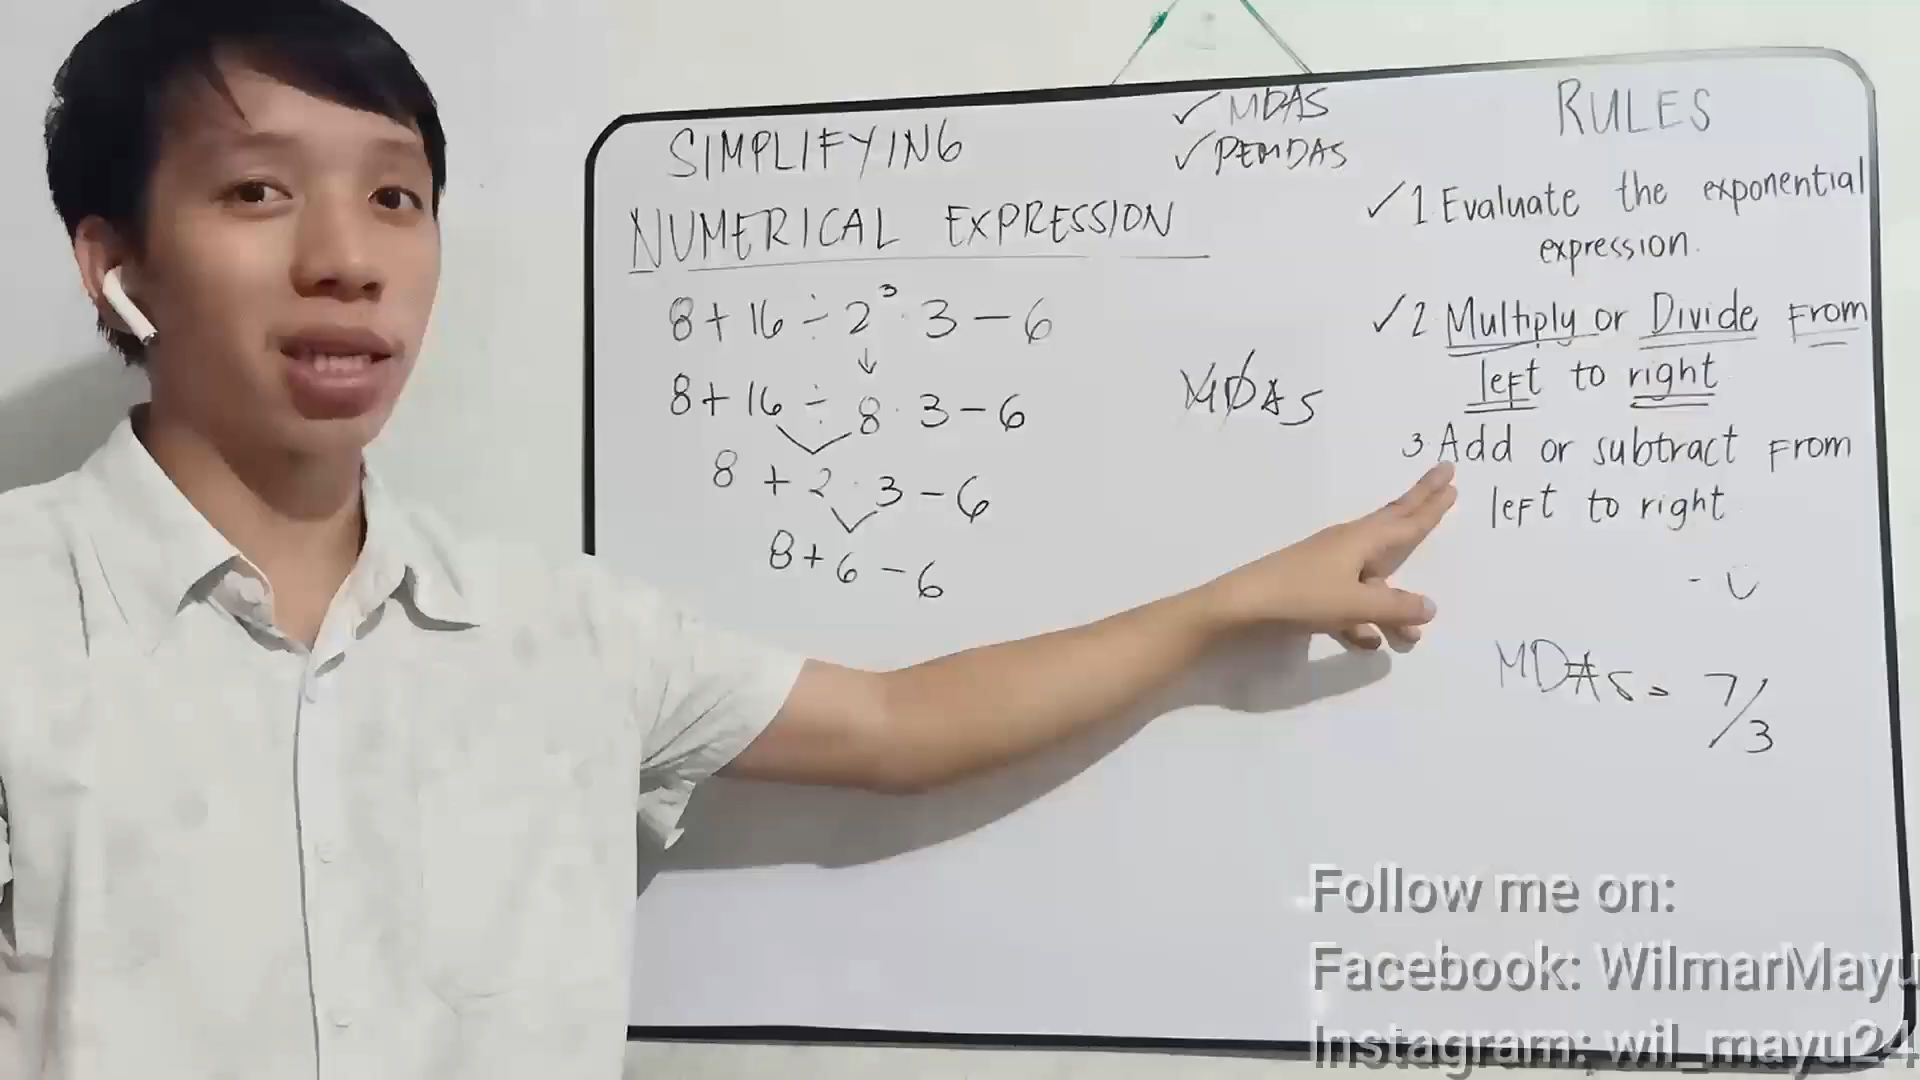 SIMPLIFYING
NUMERICAL EXPRESSION
8 + 16 ÷ 2³ · 3 - 6
8 + 16 ÷ 8 · 3 - 6
8 + 2 · 3 - 6
8 + 6 - 6
✓ MDAS
✓ PEMDAS
MDAS
RULES
✓ 1. Evaluate the exponential
expression.
✓ 2 Multiply or Divide From
left to right
3 Add or subtract From
left to right
MDAS = 7/3
Follow me on:
Facebook: WilmarMayu
Instagram: wil_mayu24